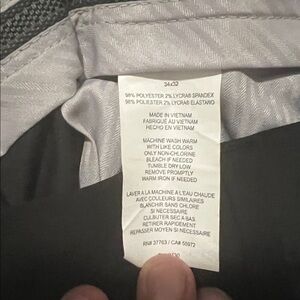 34x32
98% POLYESTER 2% LYCRA® SPANDEX
98% POLIESTER 2% LYCRA® ELASTANO
MADE IN VIETNAM
FABRIQUÉ AU VIETNAM
HECHO EN VIETNAM
MACHINE WASH WARM
WITH LIKE COLORS
ONLY NON-CHLORINE
BLEACH IF NEEDED
TUMBLE DRY LOW
REMOVE PROMPTLY
WARM IRON IF NEEDED
LAVER A LA MACHINE A L'EAU CHAUDE
AVEC COULEURS SIMILAIRES
BLANCHIR SANS CHLORE
SI NÉCESSAIRE
CULBUTER SEC A-BAS
RETIRER RAPIDEMENT
REPASSER MOYEN SI NÉCESSAIRE
RN# 37763 / CA# 55972